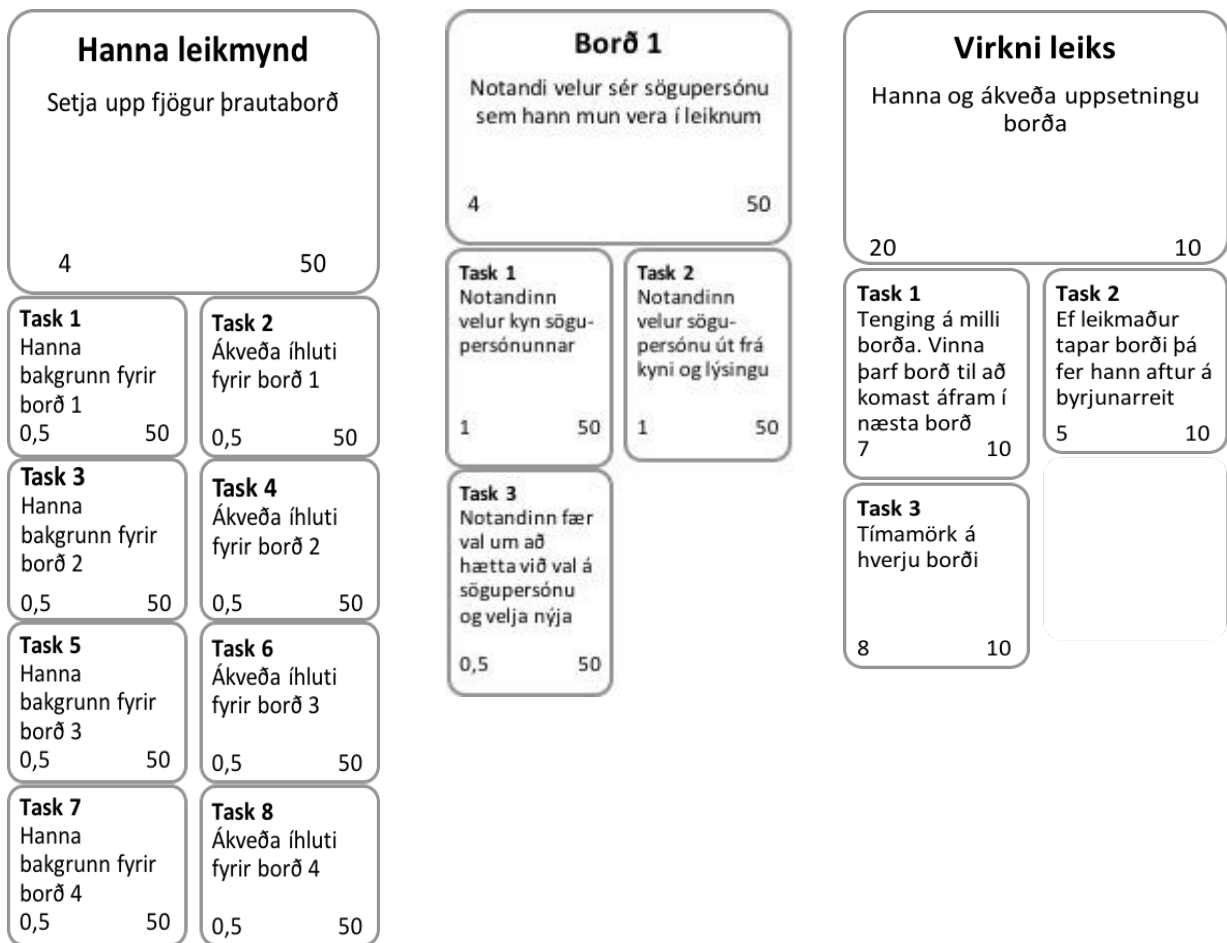 Hanna leikmynd
Setja upp fjögur þrautaborð
4 50
Task 1
Hanna
bakgrunn fyrir
borð 1
0,5 50
Task 2
Ákveða íhluti
fyrir borð 1
0,5 50
Task 3
Hanna
bakgrunn fyrir
borð 2
0,5 50
Task 4
Ákveða íhluti
fyrir borð 2
0,5 50
Task 5
Hanna
bakgrunn fyrir
borð 3
0,5 50
Task 6
Ákveða íhluti
fyrir borð 3
0,5 50
Task 7
Hanna
bakgrunn fyrir
borð 4
0,5 50
Task 8
Ákveða íhluti
fyrir borð 4
0,5 50
Borð 1
Notandi velur sér sögupersónu
sem hann mun vera í leiknum
4 50
Task 1
Notandinn
velur kyn sögu-
persónunnar
1 50
Task 2
Notandinn
velur sögu-
persónu út frá
kyni og lýsingu
1 50
Task 3
Notandinn fær
val um að
hætta við val á
sögupersónu
og velja nýja
0,5 50
Virkni leiks
Hanna og ákveða uppsetningu
borða
20 10
Task 1
Tenging á milli
borða. Vinna
þarf borð til að
komast áfram í
næsta borð
7 10
Task 2
Ef leikmaður
tapar borði þá
fer hann aftur á
byrjunarreit
5 10
Task 3
Tímamörk á
hverju borði
8 10